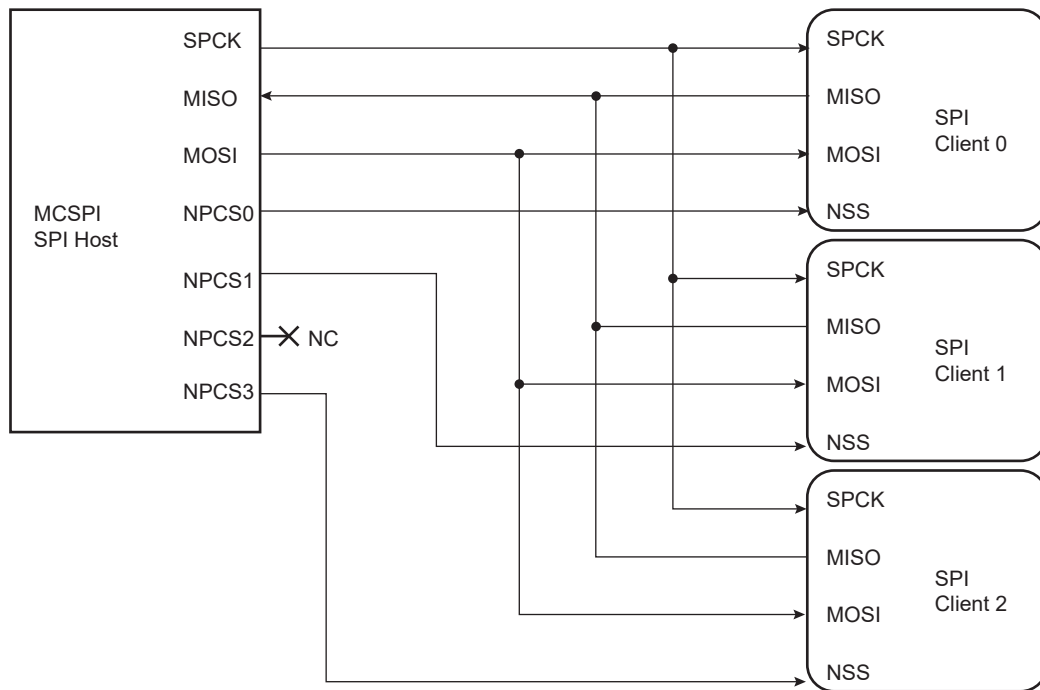 SPCK
MISO
MOSI
NPCS0
NPCS1
NPCS2
NC
NPCS3
MCSPI
SPI Host
SPCK
MISO
MOSI
NSS
SPI
Client 0
SPCK
MISO
MOSI
NSS
SPI
Client 1
SPCK
MISO
MOSI
NSS
SPI
Client 2